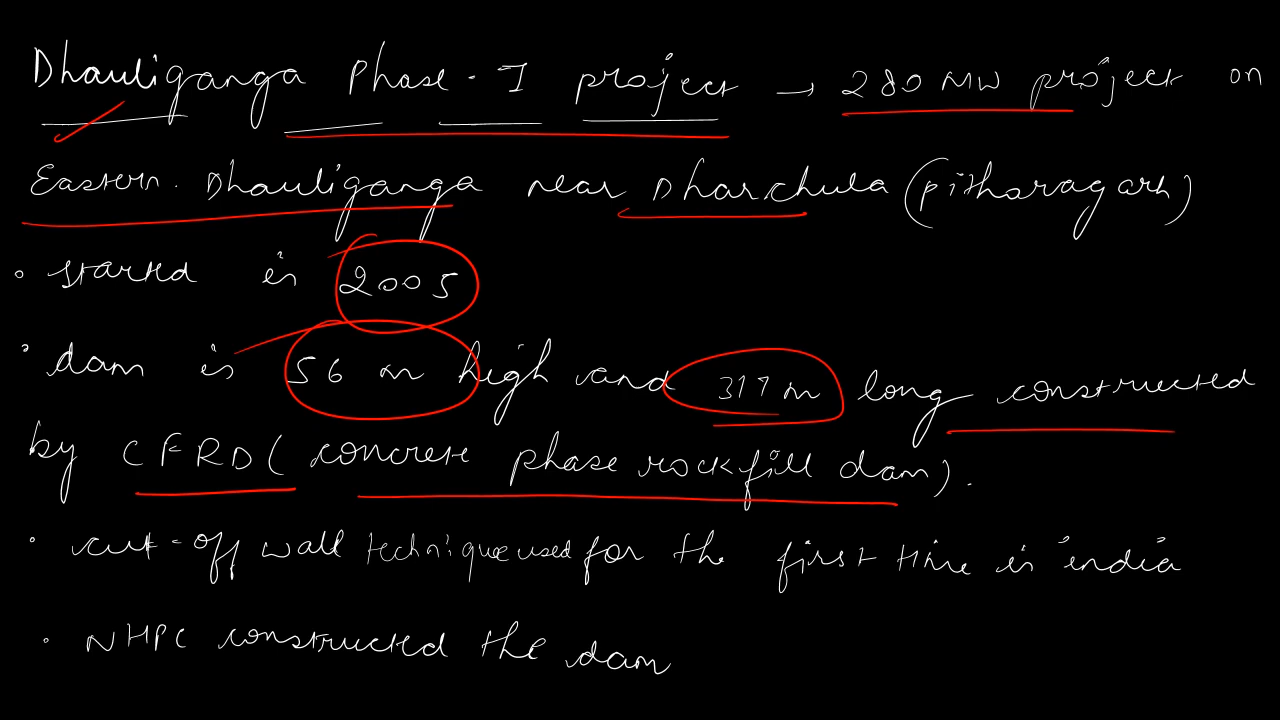 Dhauliganga Phase-I project → 280 MW project on
Eastern. Dhauliganga near Dharchula (Pitharagarh)
• started in 2005
• dam is 56 m high and 317 m long constructed
by CFRD (concrete phase rockfill dam).
• cut-off wall technique used for the first time in india
• NHPC constructed the dam